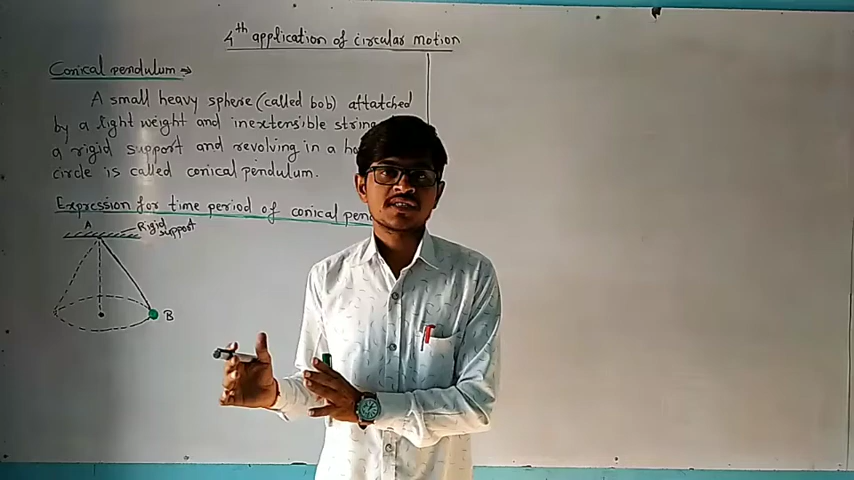 4th application of circular motion
Conical pendulum →
A small heavy sphere (called bob) attatched
by a light weight and inextensible string
a rigid support and revolving in a
circle is called conical pendulum.
Expression for time period of conical
A
Rigid
support
B